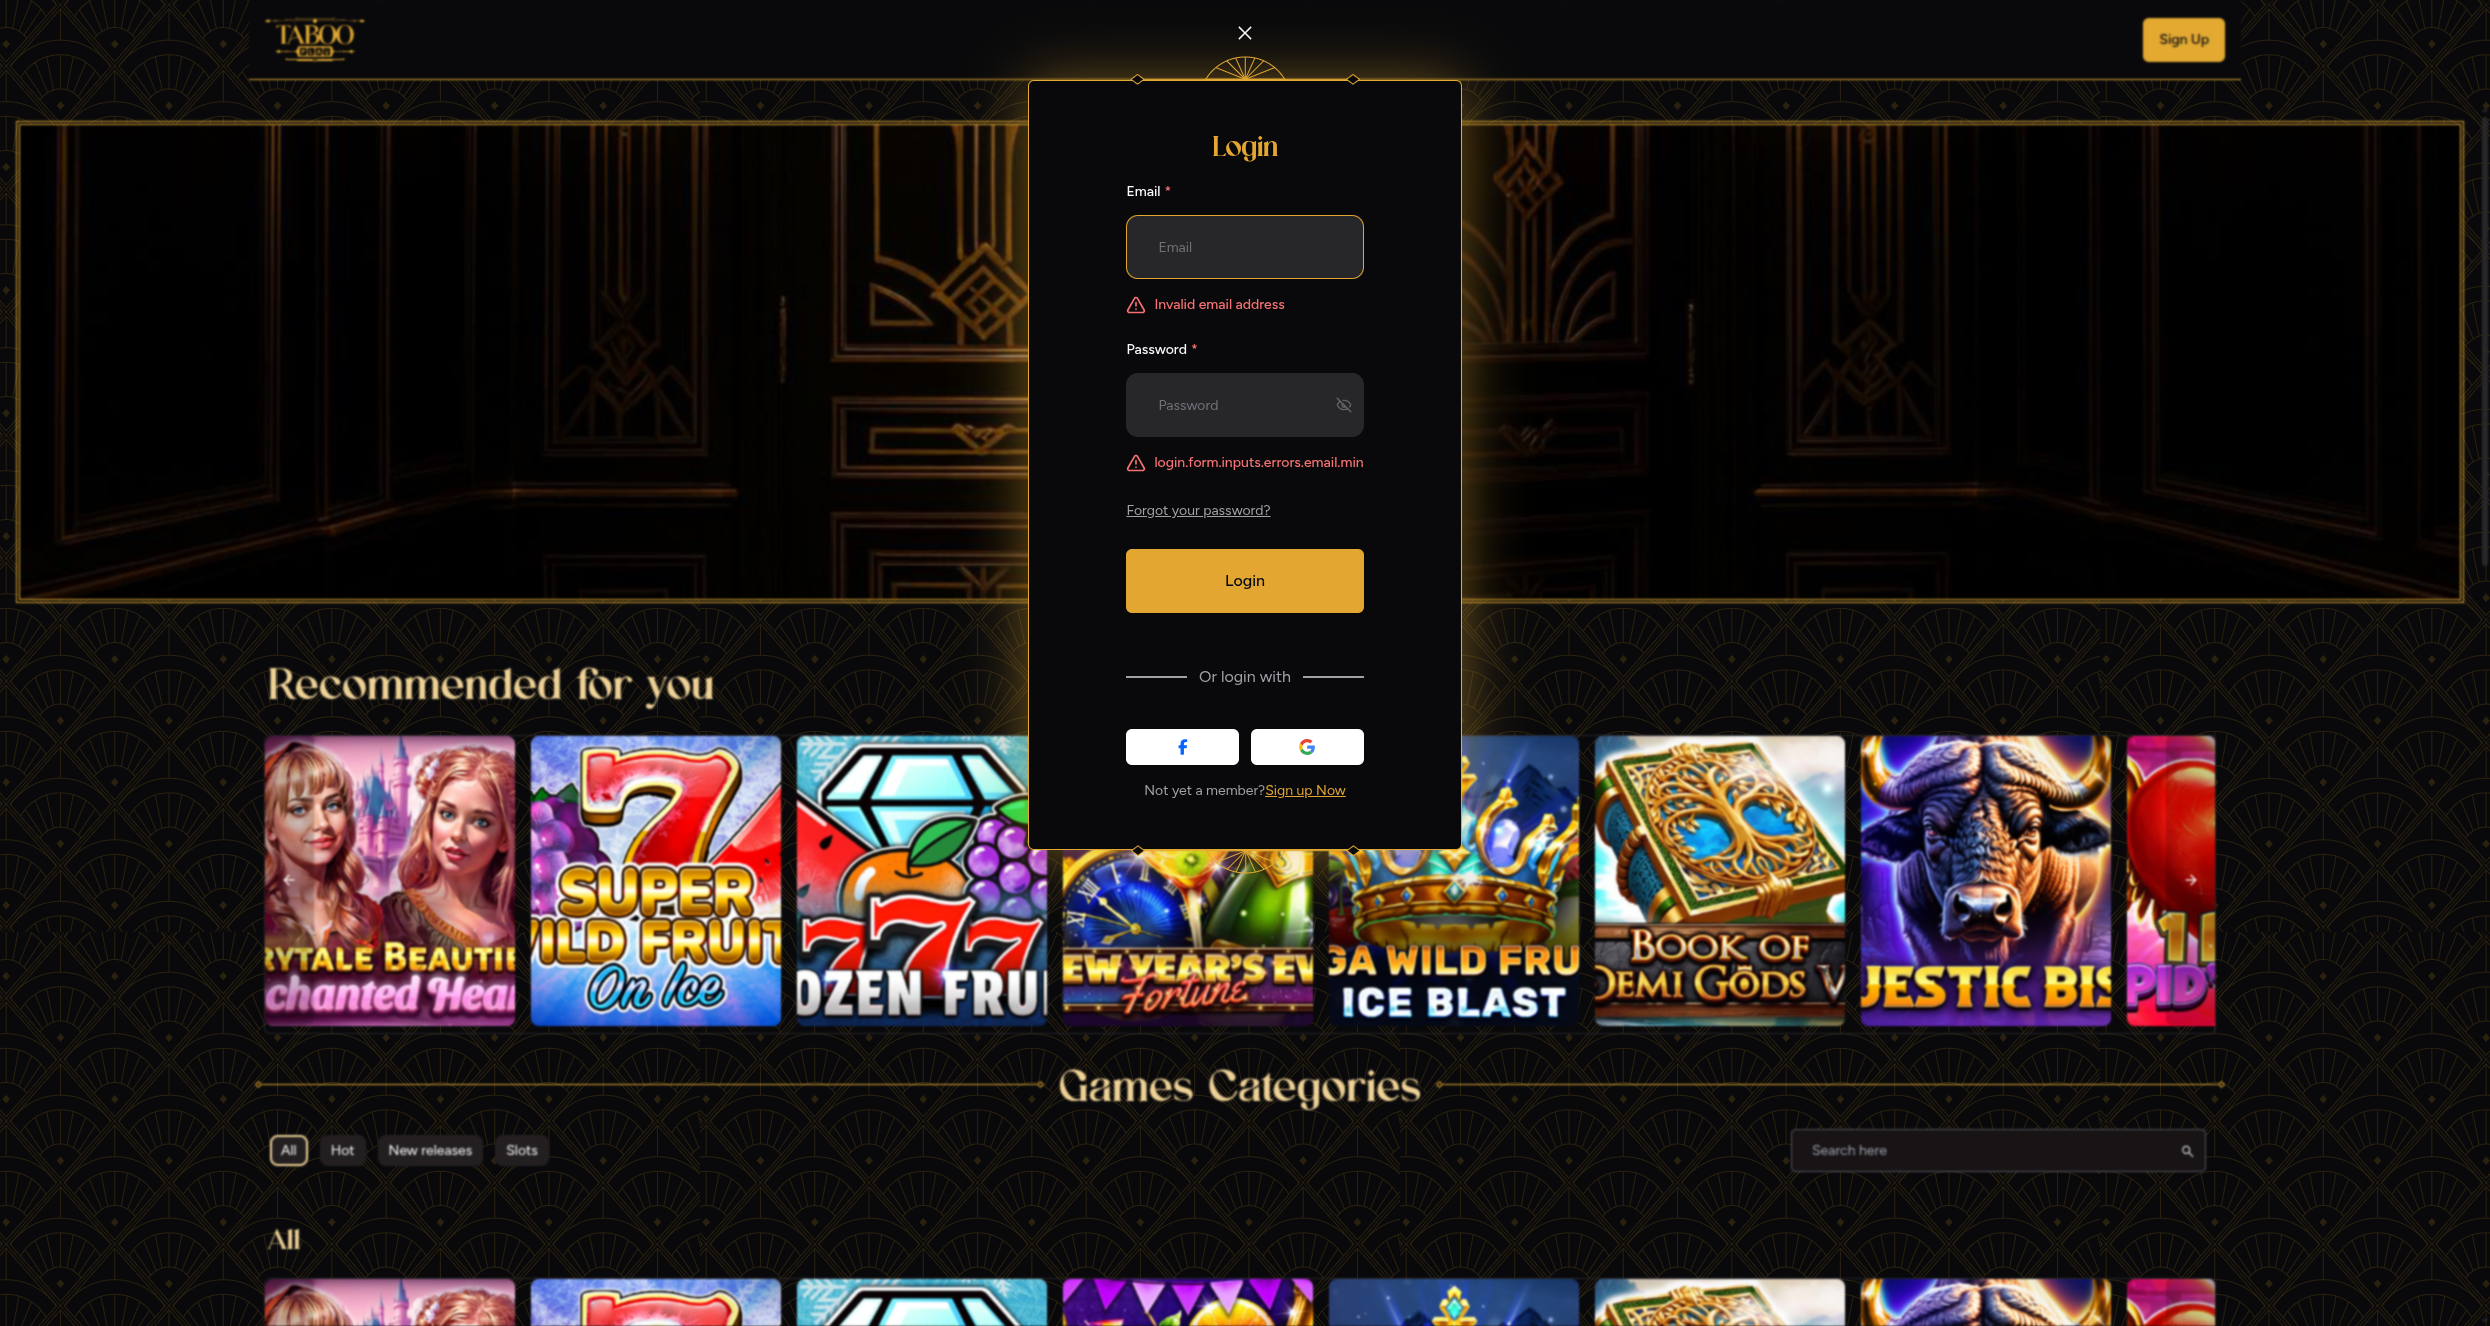 TABOO
Sign Up
Login
Email *
Email
Invalid email address
Password *
Password
login.form.inputs.errors.email.min
Forgot your password?
Login
Or login with
Not yet a member?Sign up Now
Recommended for you
RYTALE BEAUTIE
chanted Hear
7
SUPER
WILD FRUIT
On Ice
777
OZEN FRU
EW YEAR'S EV
Fortune
GA WILD FRU
ICE BLAST
BOOK OF
DEMI GODS V
JESTIC BIS
PID'
Games Categories
All
Hot
New releases
Slots
Search here
All